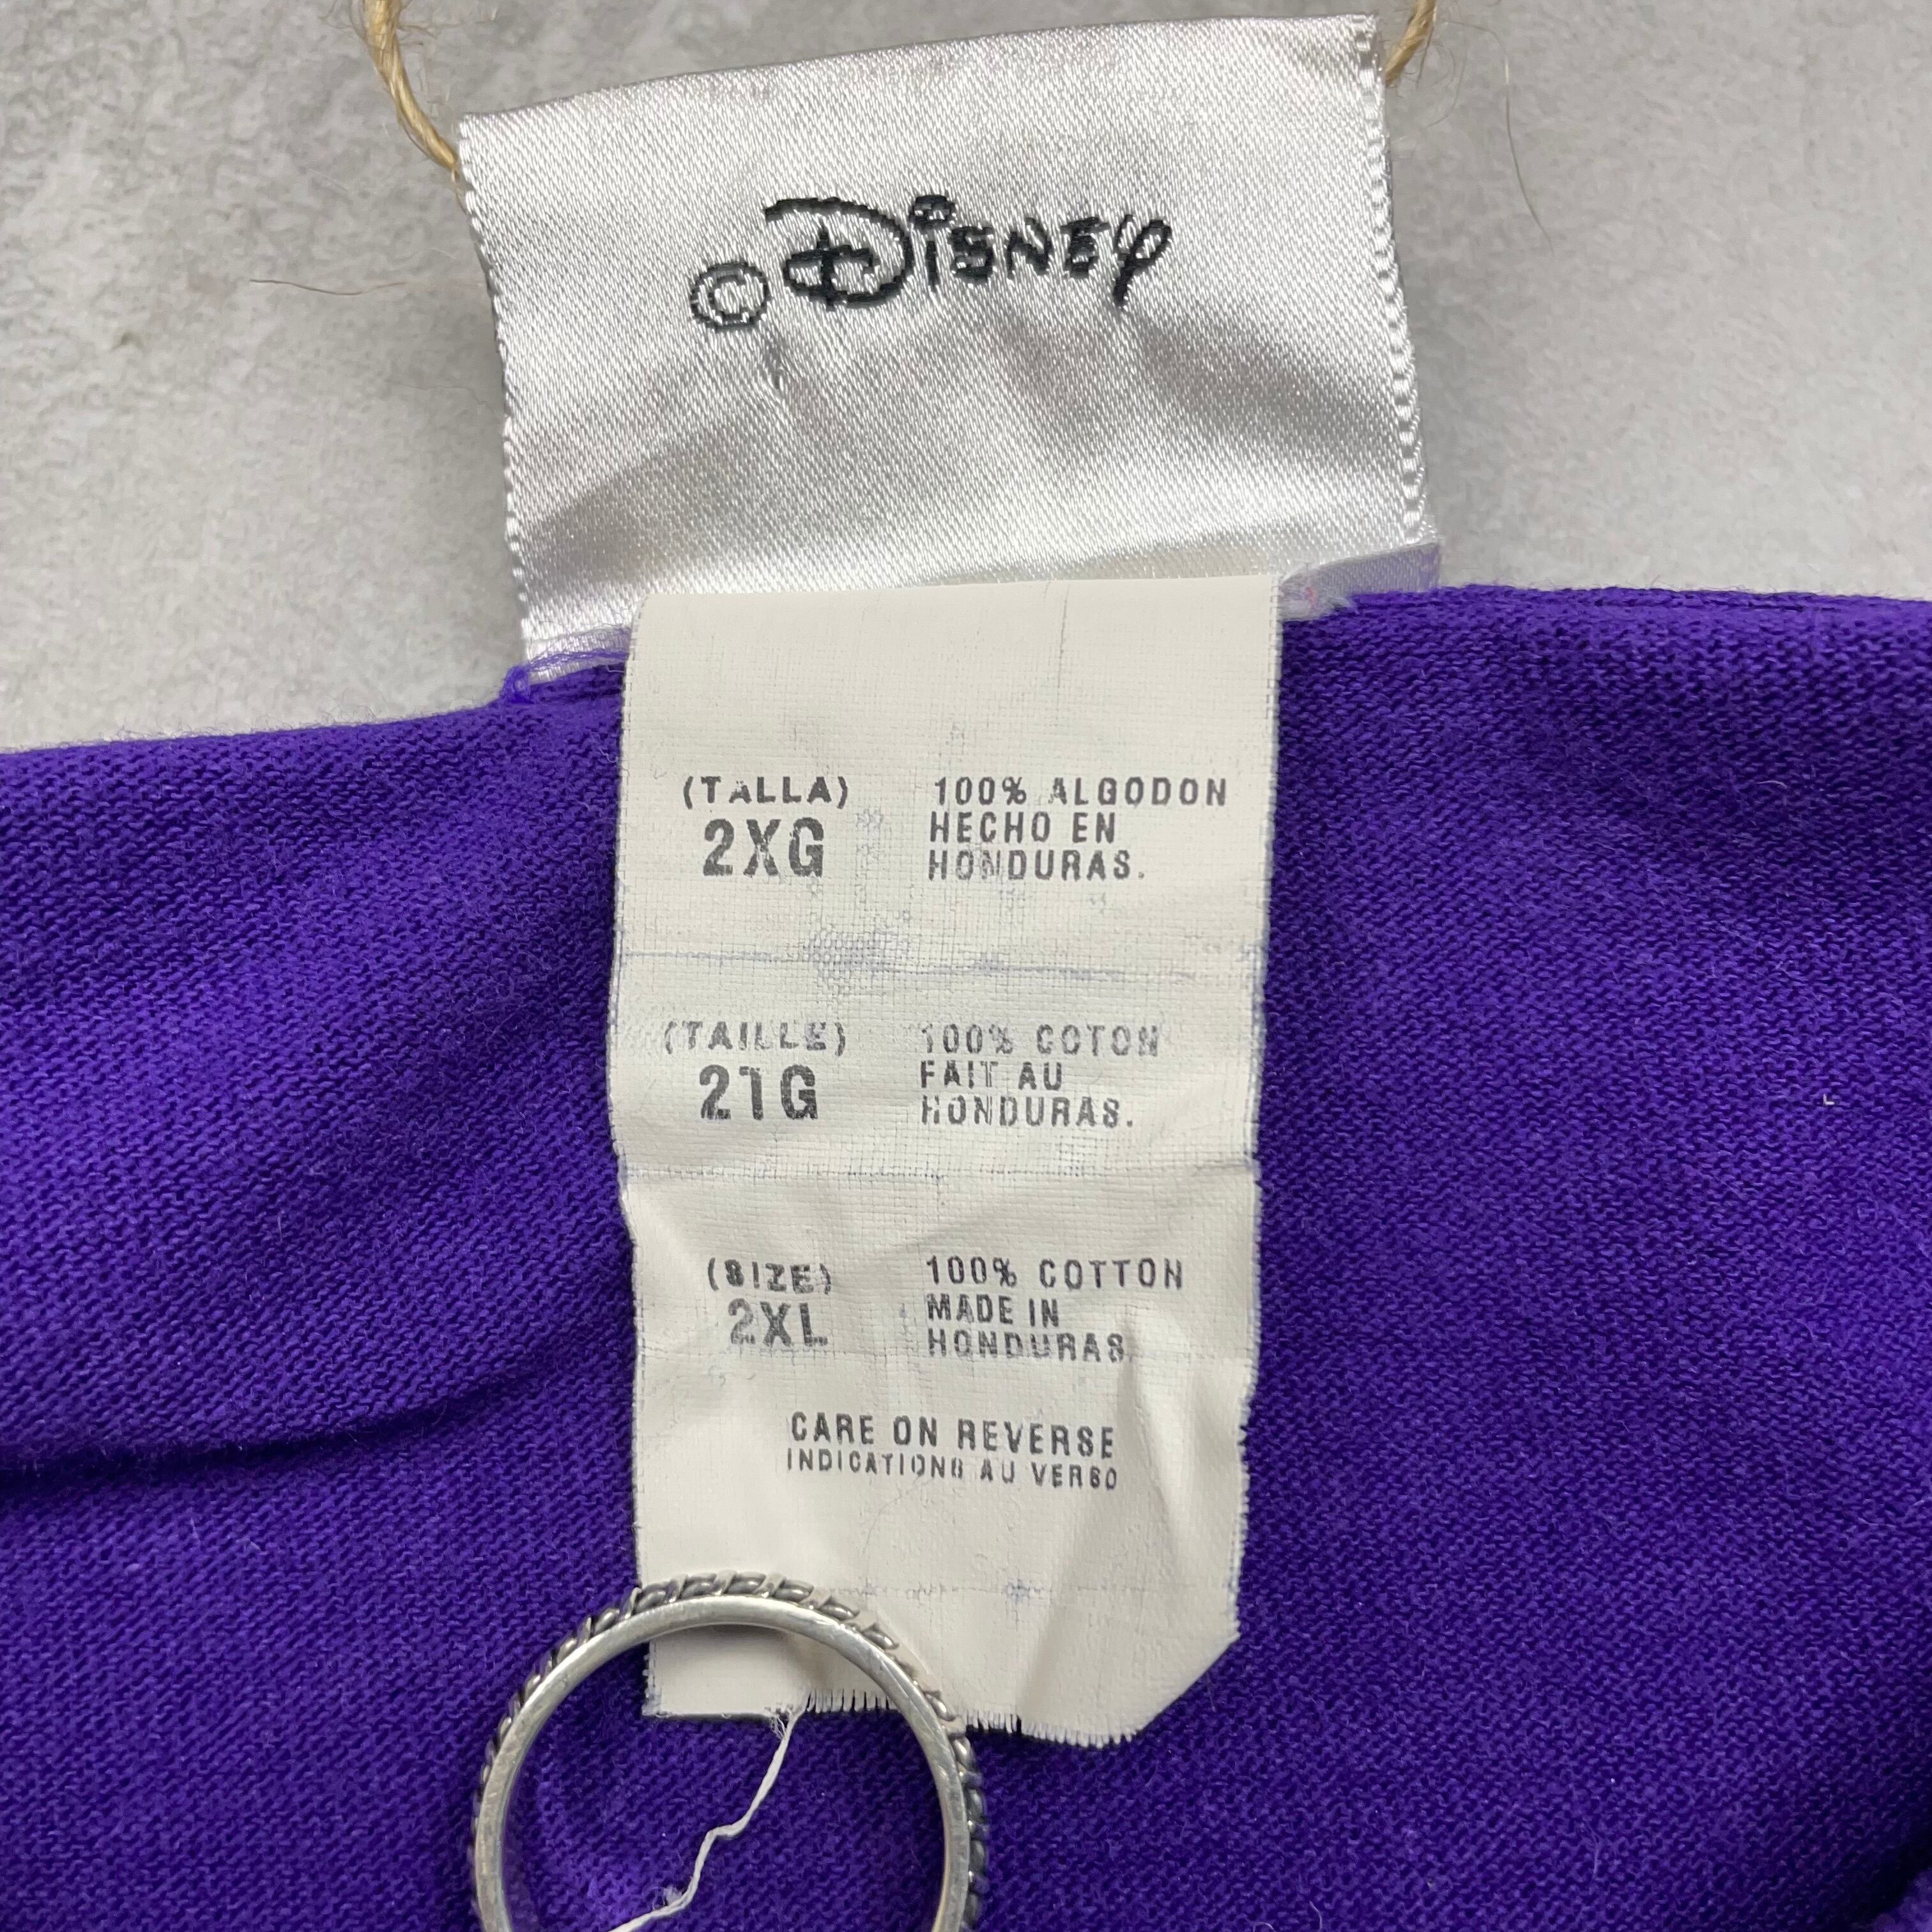 © Disney
(TALLA)
2XG
100% ALGODON
HECHO EN
HONDURAS.
(TAILLE)
2TG
100% COTON
FAIT AU
HONDURAS.
(SIZE)
2XL
100% COTTON
MADE IN
HONDURAS
CARE ON REVERSE
INDICATIONS AU VERSO